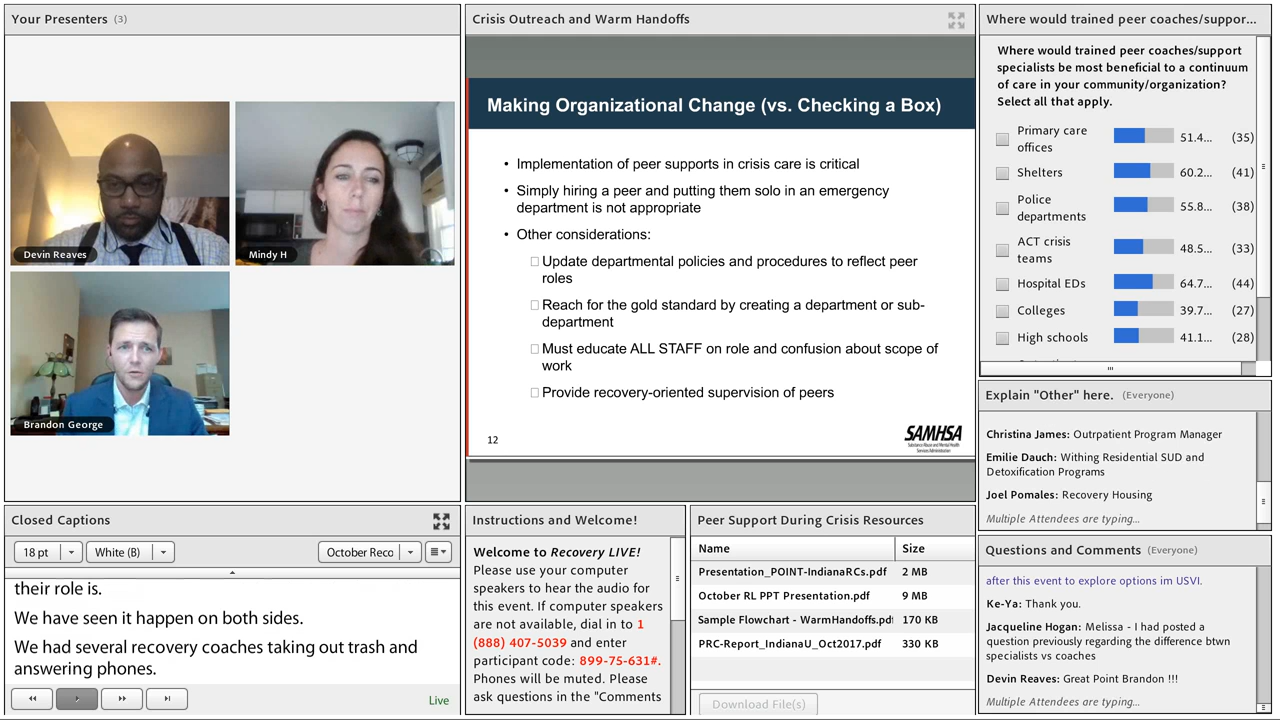 Your Presenters (3)
Devin Reaves
Mindy H
Brandon George
Crisis Outreach and Warm Handoffs
Making Organizational Change (vs. Checking a Box)
• Implementation of peer supports in crisis care is critical
• Simply hiring a peer and putting them solo in an emergency
department is not appropriate
• Other considerations:
Update departmental policies and procedures to reflect peer
roles
Reach for the gold standard by creating a department or sub-
department
Must educate ALL STAFF on role and confusion about scope of
work
Provide recovery-oriented supervision of peers
12
SAMHSA
Substance Abuse and Mental Health
Services Administration
Where would trained peer coaches/suppor...
Where would trained peer coaches/support
specialists be most beneficial to a continuum
of care in your community/organization?
Select all that apply.
Primary care
offices
51.4... (35)
Shelters 60.2... (41)
Police
departments
55.8... (38)
ACT crisis
teams
48.5... (33)
Hospital EDs 64.7... (44)
Colleges 39.7... (27)
High schools 41.1... (28)
Explain "Other" here. (Everyone)
Christina James: Outrpatient Program Manager
Emilie Dauch: Withing Residential SUD and
Detoxification Programs
Joel Pomales: Recovery Housing
Multiple Attendees are typing...
Closed Captions
18 pt
White (B)
October Reco
their role is.
We have seen it happen on both sides.
We had several recovery coaches taking out trash and
answering phones.
Live
Instructions and Welcome!
Welcome to Recovery LIVE!
Please use your computer
speakers to hear the audio for
this event. If computer speakers
are not available, dial in to 1
(888) 407-5039 and enter
participant code: 899-75-631#.
Phones will be muted. Please
ask questions in the "Comments
Peer Support During Crisis Resources
Name Size
Presentation_POINT-IndianaRCs.pdf 2 MB
October RL PPT Presentation.pdf 9 MB
Sample Flowchart - WarmHandoffs.pdf 170 KB
PRC-Report_IndianaU_Oct2017.pdf 330 KB
Download File(s)
Questions and Comments (Everyone)
after this event to explore options im USVI.
Ke-Ya: Thank you.
Jacqueline Hogan: Melissa - I had posted a
question previously regarding the difference btwn
specialists vs coaches
Devin Reaves: Great Point Brandon !!!
Multiple Attendees are typing...